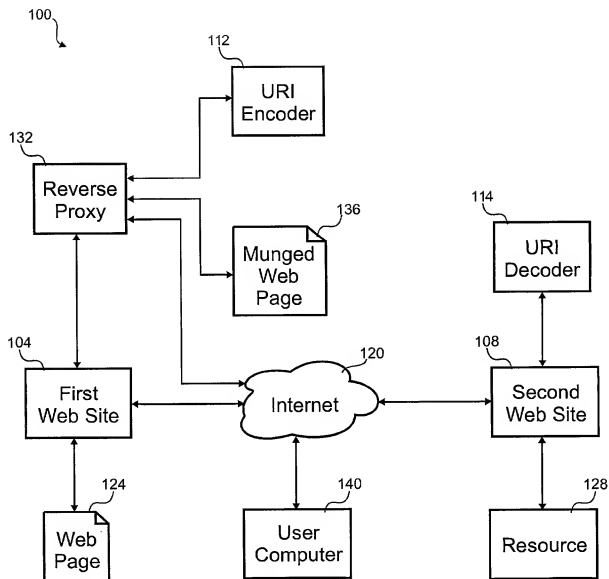 100
112
URI
Encoder
132
Reverse
Proxy
136
Munged
Web
Page
114
URI
Decoder
104
First
Web Site
120
Internet
108
Second
Web Site
124
Web
Page
140
User
Computer
128
Resource